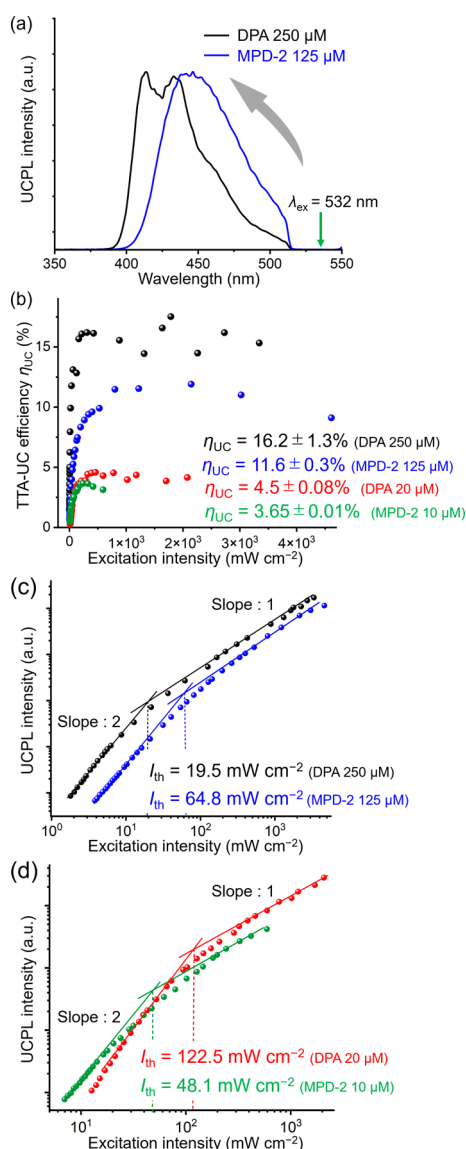 (a)
DPA 250 μM
MPD-2 125 μM
UCPL intensity (a.u.)
λex = 532 nm
350 400 450 500 550
Wavelength (nm)
(b)
TTA-UC efficiency ηUC (%)
15
10
5
0
ηUC = 16.2 ± 1.3% (DPA 250 μM)
ηUC = 11.6 ± 0.3% (MPD-2 125 μM)
ηUC = 4.5 ± 0.08% (DPA 20 μM)
ηUC = 3.65 ± 0.01% (MPD-2 10 μM)
0 1×10³ 2×10³ 3×10³ 4×10³
Excitation intensity (mW cm⁻²)
(c)
UCPL intensity (a.u.)
Slope : 1
Slope : 2
Ith = 19.5 mW cm⁻² (DPA 250 μM)
Ith = 64.8 mW cm⁻² (MPD-2 125 μM)
10⁰ 10¹ 10² 10³
Excitation intensity (mW cm⁻²)
(d)
UCPL intensity (a.u.)
Slope : 1
Slope : 2
Ith = 122.5 mW cm⁻² (DPA 20 μM)
Ith = 48.1 mW cm⁻² (MPD-2 10 μM)
10¹ 10² 10³
Excitation intensity (mW cm⁻²)